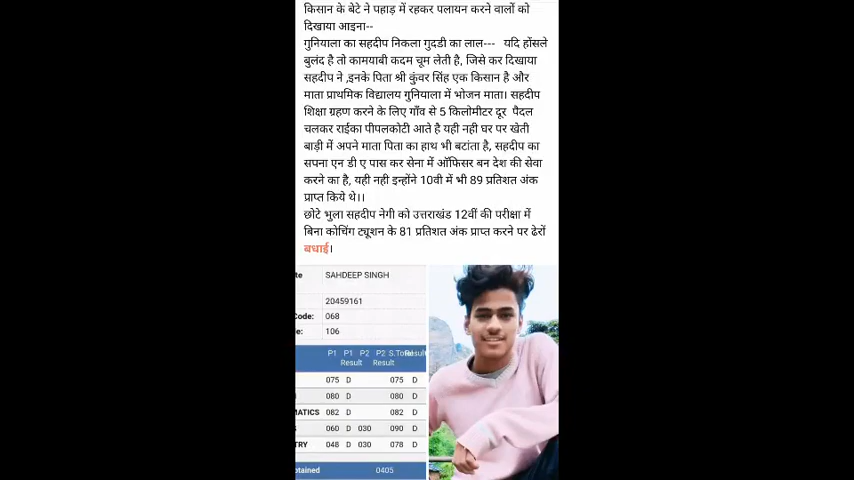 किसान के बेटे ने पहाड़ में रहकर पलायन करने वालों को
दिखाया आइना--
गुनियाला का सहदीप निकला गुदडी का लाल--- यदि होंसले
बुलंद है तो कामयाबी कदम चूम लेती है, जिसे कर दिखाया
सहदीप ने ,इनके पिता श्री कुंवर सिंह एक किसान है और
माता प्राथमिक विद्यालय गुनियाला में भोजन माता। सहदीप
शिक्षा ग्रहण करने के लिए गाँव से 5 किलोमीटर दूर पैदल
चलकर राईका पीपलकोटी आते है यही नही घर पर खेती
बाड़ी में अपने माता पिता का हाथ भी बटांता है, सहदीप का
सपना एन डी ए पास कर सेना में ऑफिसर बन देश की सेवा
करने का है, यही नही इन्होंने 10वी में भी 89 प्रतिशत अंक
प्राप्त किये थे।।
छोटे भुला सहदीप नेगी को उत्तराखंड 12वीं की परीक्षा में
बिना कोचिंग ट्यूशन के 81 प्रतिशत अंक प्राप्त करने पर ढेरों
बधाई।
te SAHDEEP SINGH
20459161
Code: 068
e: 106
P1 P1 P2 P2 S.Total Result
Result Result
075 D 075 D
080 D 080 D
MATICS 082 D 082 D
S 060 D 030 090 D
TRY 048 D 030 078 D
otained 0405